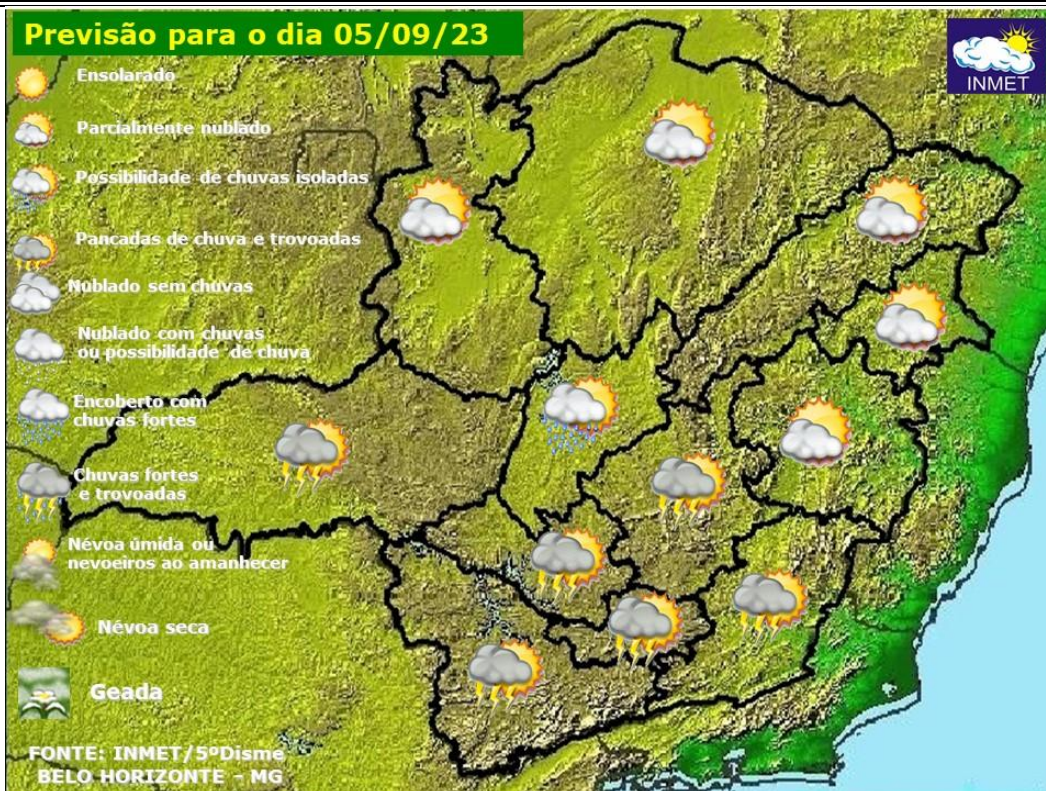 Previsão para o dia 05/09/23
INMET
Ensolarado
Parcialmente nublado
Possibilidade de chuvas isoladas
Pancadas de chuva e trovoadas
Nublado sem chuvas
Nublado com chuvas
ou possibilidade de chuva
Encoberto com
chuvas fortes
Chuvas fortes
e trovoadas
Névoa úmida ou
nevoeiros ao amanhecer
Névoa seca
Geada
FONTE: INMET/5ºDisme
BELO HORIZONTE - MG